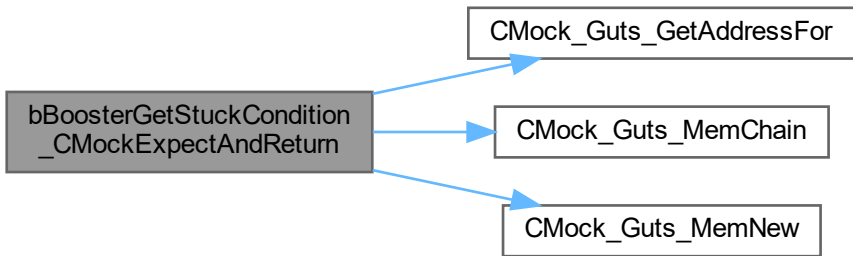 CMock_Guts_GetAddressFor
bBoosterGetStuckCondition
_CMockExpectAndReturn
CMock_Guts_MemChain
CMock_Guts_MemNew